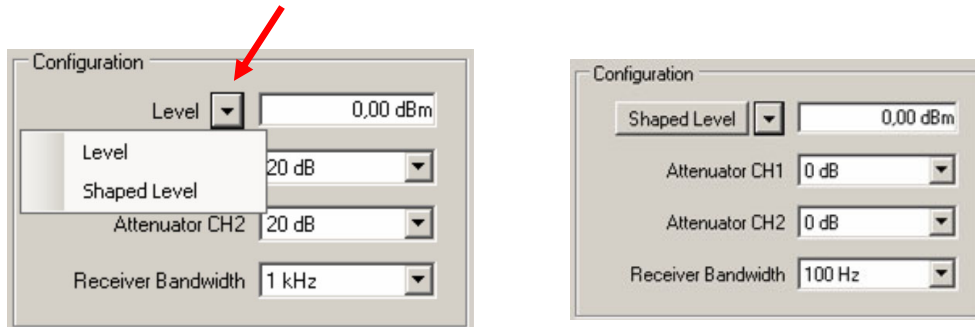 Configuration
Level 0,00 dBm
Level
Shaped Level
20 dB
Attenuator CH2 20 dB
Receiver Bandwidth 1 kHz
Configuration
Shaped Level 0,00 dBm
Attenuator CH1 0 dB
Attenuator CH2 0 dB
Receiver Bandwidth 100 Hz